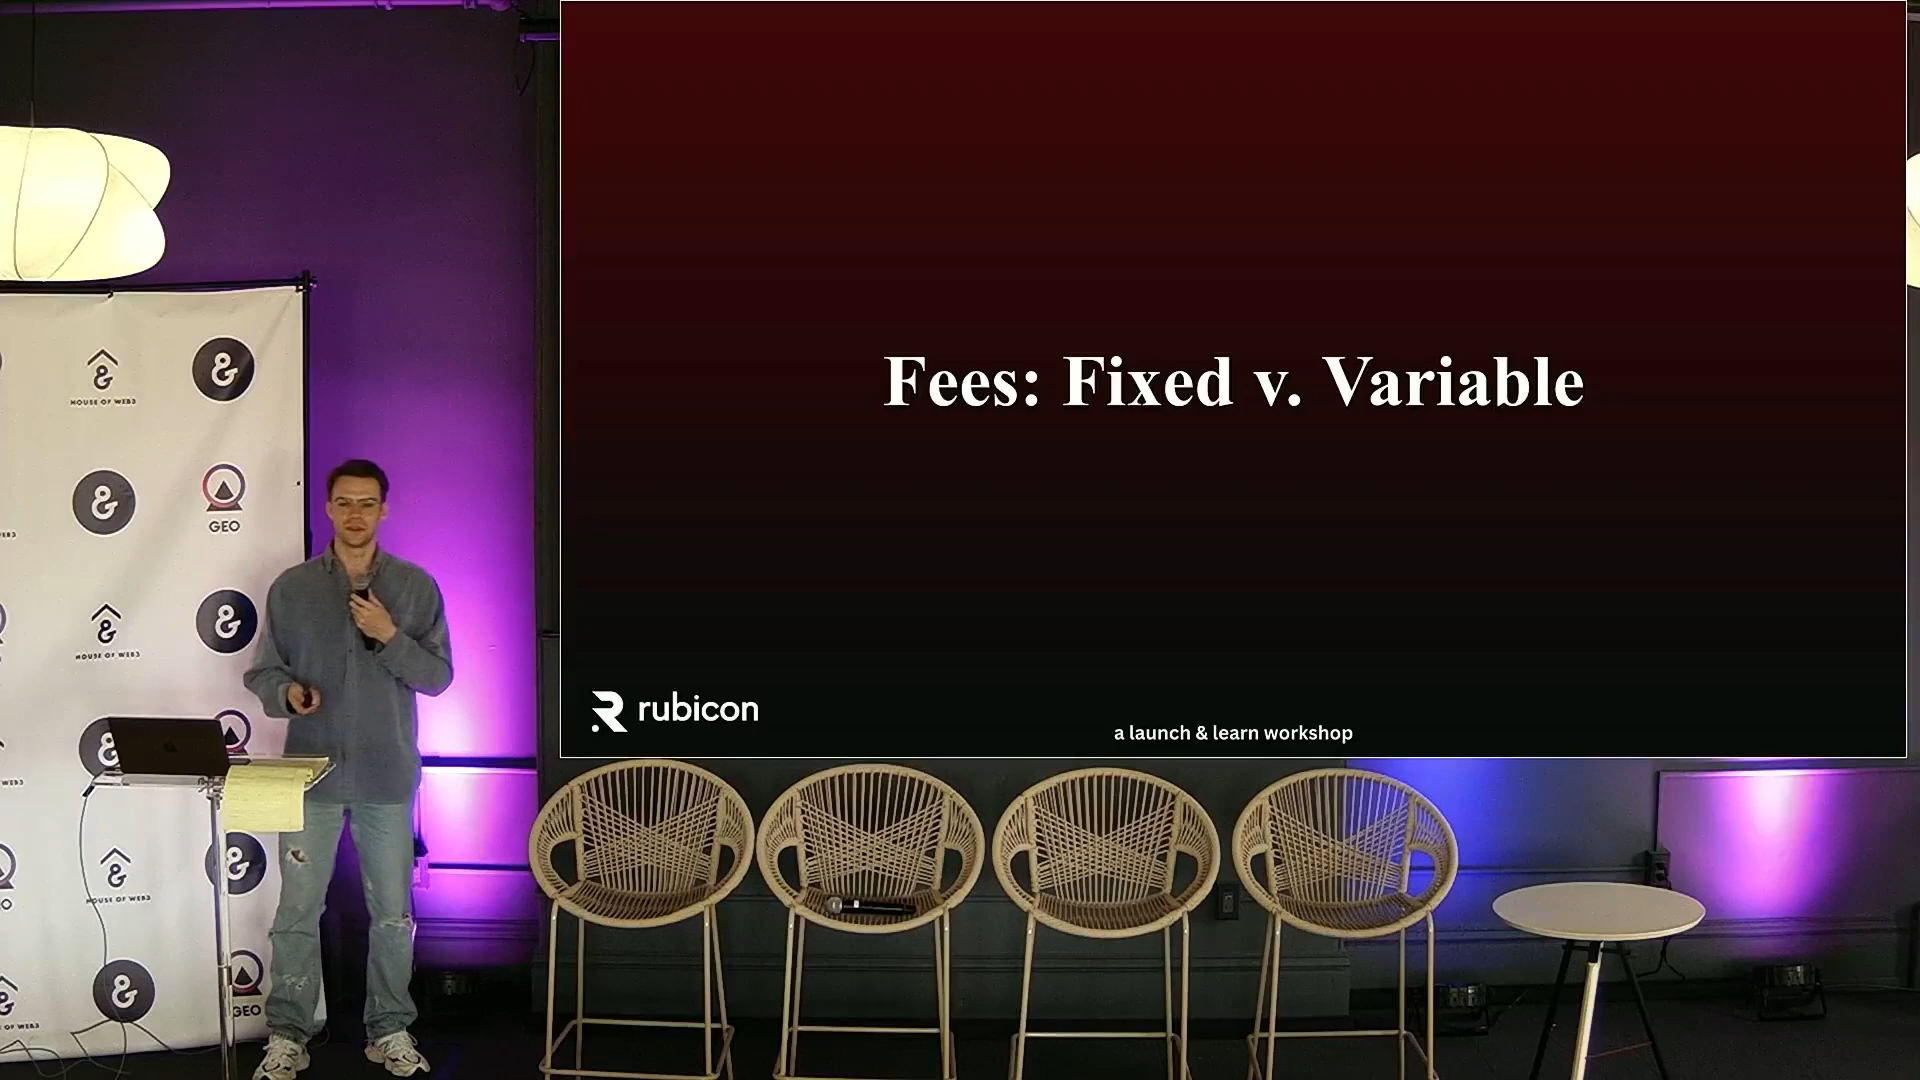 Fees: Fixed v. Variable
rubicon
a launch & learn workshop
&
HOUSE OF WEB3
&
GEO
&
&
HOUSE OF WEB3
&
&
HOUSE OF WEB3
&
&
GEO